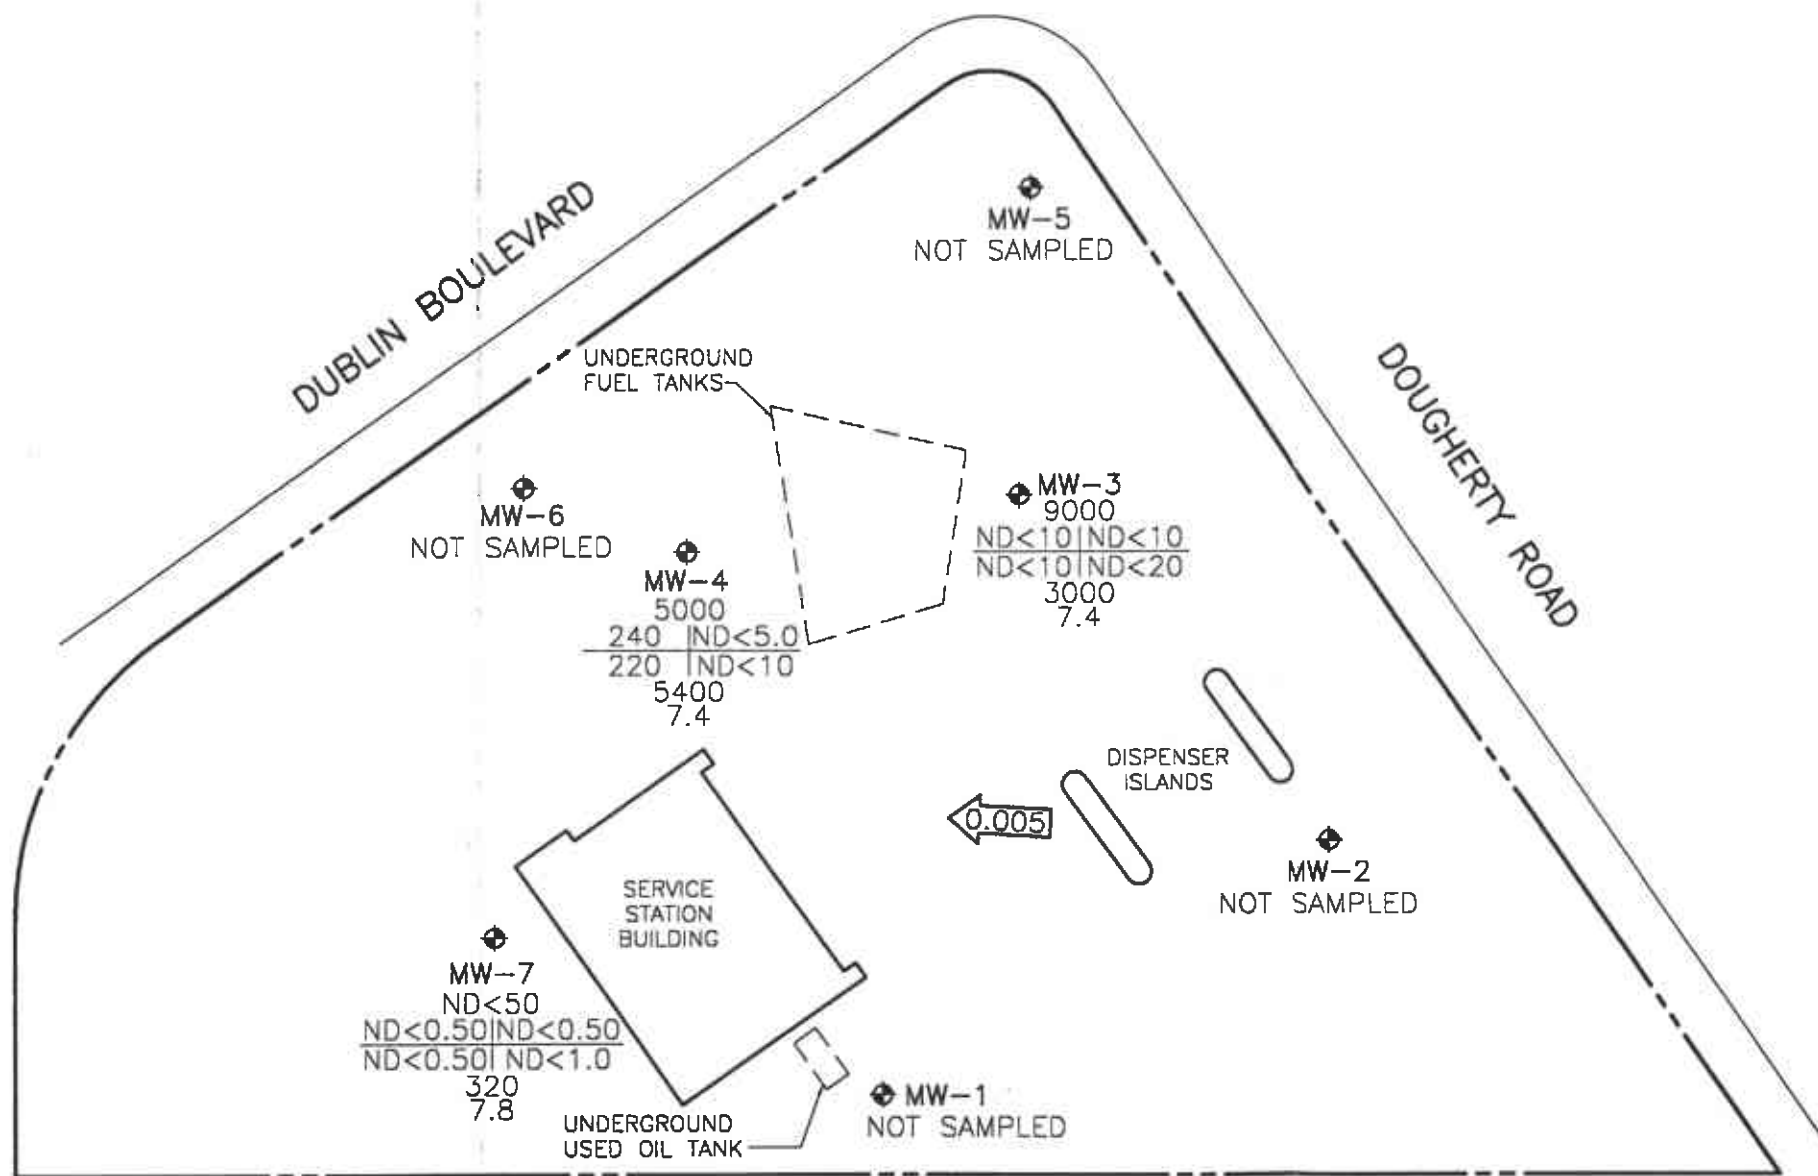 DUBLIN BOULEVARD
DOUGHERTY ROAD
MW-5
NOT SAMPLED
UNDERGROUND
FUEL TANKS
MW-6
NOT SAMPLED
MW-3
9000
ND<10|ND<10
ND<10|ND<20
3000
7.4
MW-4
5000
240 |ND<5.0
220 |ND<10
5400
7.4
DISPENSER
ISLANDS
0.005
MW-2
NOT SAMPLED
SERVICE
STATION
BUILDING
MW-7
ND<50
ND<0.50|ND<0.50
ND<0.50|ND<1.0
320
7.8
MW-1
NOT SAMPLED
UNDERGROUND
USED OIL TANK